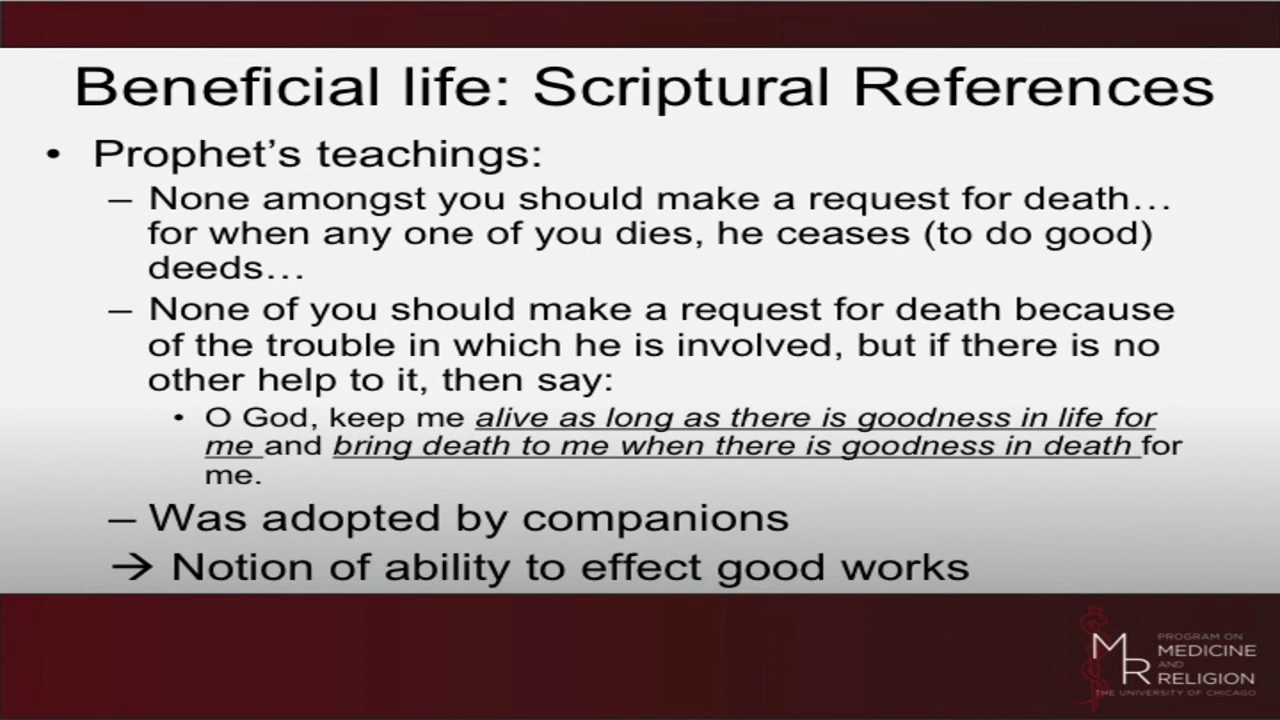 Beneficial life: Scriptural References
• Prophet's teachings:
– None amongst you should make a request for death…
for when any one of you dies, he ceases (to do good)
deeds…
– None of you should make a request for death because
of the trouble in which he is involved, but if there is no
other help to it, then say:
• O God, keep me alive as long as there is goodness in life for
me and bring death to me when there is goodness in death for
me.
– Was adopted by companions
→ Notion of ability to effect good works
MR
PROGRAM ON
MEDICINE
AND
RELIGION
THE UNIVERSITY OF CHICAGO